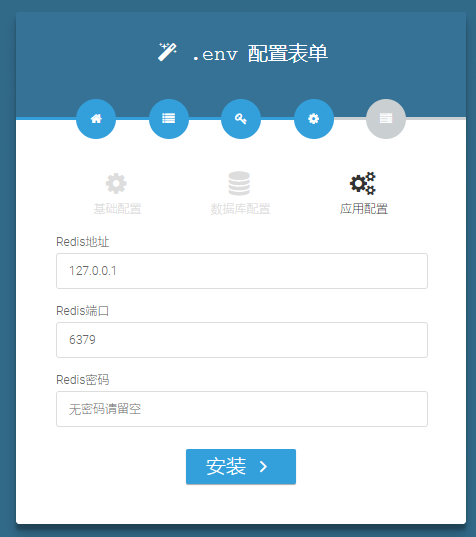 .env 配置表单
基础配置 数据库配置 应用配置
Redis地址
127.0.0.1
Redis端口
6379
Redis密码
无密码请留空
安装